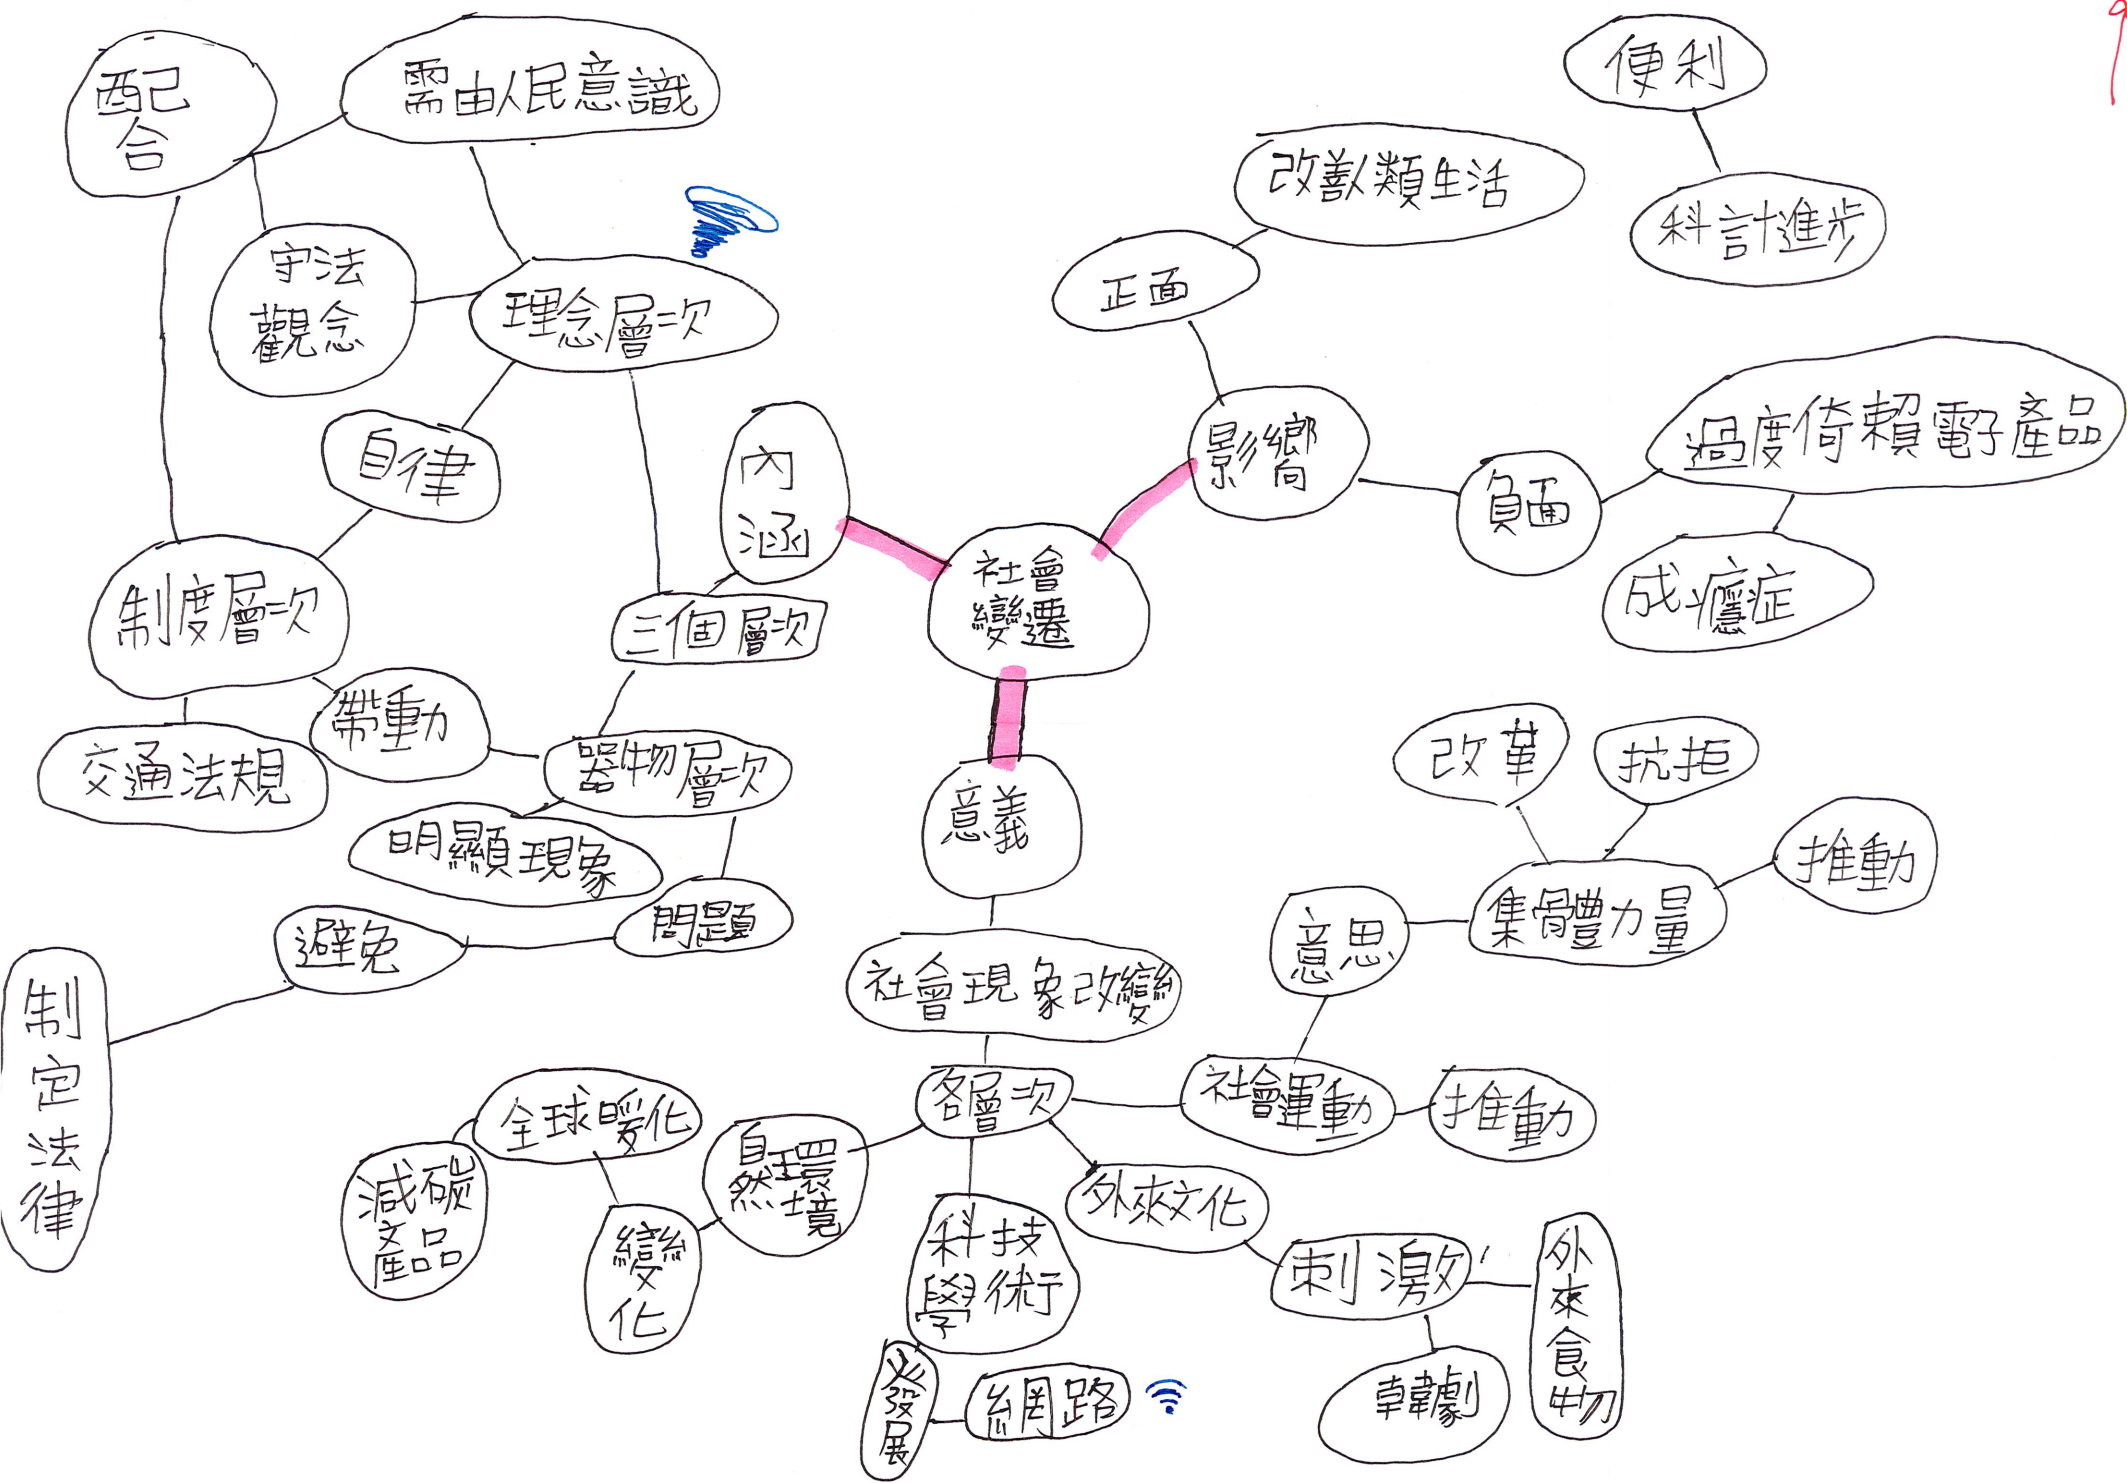 配
合
需由人民意識
便利
改善人類生活
科計進步
正面
守法
觀念
理念層次
影響
過度倚賴電子產品
負面
自律
內
涵
社會
變遷
成癮症
制度層次
三個層次
帶動
交通法規
器物層次
明顯現象
意義
改革
抗拒
推動
集體力量
意思
問題
避免
制
定
法
律
社會現象改變
各層次
社會運動
推動
全球暖化
自然環境
減碳
產品
變
化
科技
學術
外來文化
刺激
外
來
食
物
發
展
網路
韓劇